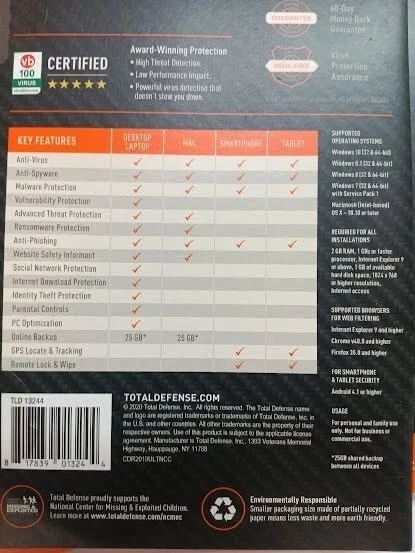 60-Day
Money-Back
Guarantee
GUARANTEE
vb
100
VIRUS
CERTIFIED
Award-Winning Protection
• High Threat Detection
• Low Performance Impact
• Powerful virus detection that
doesn't slow you down.
VIRUS-FREE
Virus
Protection
Assurance
KEY FEATURES
DESKTOP
LAPTOP
MAC
SMARTPHONE
TABLET
Anti-Virus ✓ ✓ ✓ ✓
Anti-Spyware ✓ ✓ ✓ ✓
Malware Protection ✓ ✓ ✓ ✓
Vulnerability Protection ✓
Advanced Threat Protection ✓ ✓
Ransomware Protection ✓ ✓
Anti-Phishing ✓ ✓ ✓ ✓
Website Safety Informant ✓ ✓
Social Network Protection ✓
Internet Download Protection ✓
Identity Theft Protection ✓
Parental Controls ✓
PC Optimization ✓
Online Backup 25 GB* 25 GB*
GPS Locate & Tracking ✓ ✓
Remote Lock & Wipe ✓ ✓
SUPPORTED
OPERATING SYSTEMS
Windows 10 (32 & 64-bit)
Windows 8.1 (32 & 64-bit)
Windows 8 (32 & 64-bit)
Windows 7 (32 & 64-bit)
with Service Pack 1
Macintosh (Intel-based)
OS X - 10.10 or later
REQUIRED FOR ALL
INSTALLATIONS
2 GB RAM, 1 GHz or faster
processor, Internet Explorer 9
or above, 1 GB of available
hard disk space, 1024 x 768
or higher resolution,
Internet access
SUPPORTED BROWSERS
FOR WEB FILTERING
Internet Explorer 9 and higher
Chrome v40.0 and higher
Firefox 35.0 and higher
FOR SMARTPHONE
& TABLET SECURITY
Android 4.1 or higher
USAGE
For personal and family use
only. Not for business or
commercial use.
*25GB shared backup
between all devices
TLD 13244
8 17839 01324 4
TOTALDEFENSE.COM
© 2020 Total Defense, Inc. All rights reserved. The Total Defense name
and logo are registered trademarks or trademarks of Total Defense, Inc. in
the U.S. and other countries. All other trademarks are the property of their
respective owners. Use of this product is subject to the applicable license
agreement. Manufacturer is Total Defense, Inc., 1393 Veterans Memorial
Highway, Hauppauge, NY 11788
CDR2019ULTNCC
MISSING &
EXPLOITED
Total Defense proudly supports the
National Center for Missing & Exploited Children.
Learn more at www.totaldefense.com/ncmec
Environmentally Responsible
Smaller packaging size made of partially recycled
paper means less waste and more earth friendly.